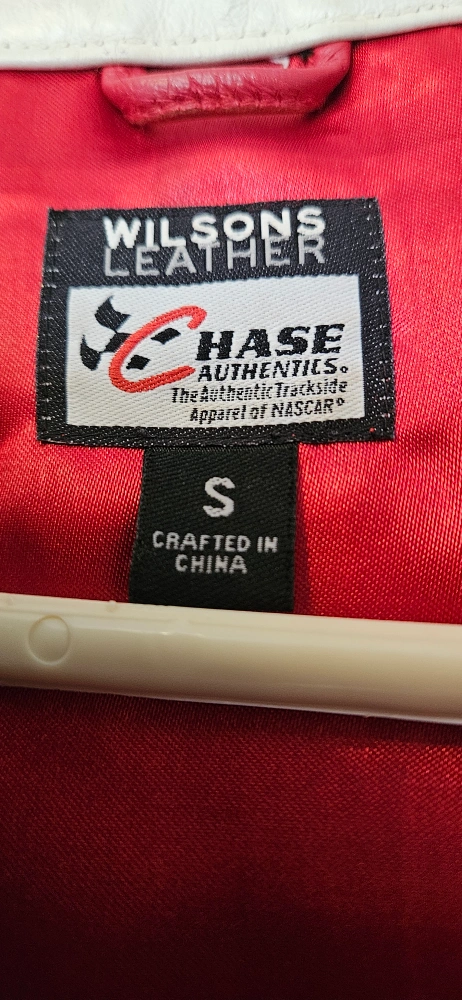 WILSONS
LEATHER
CHASE
AUTHENTICS®
The Authentic Trackside
Apparel of NASCAR®
S
CRAFTED IN
CHINA